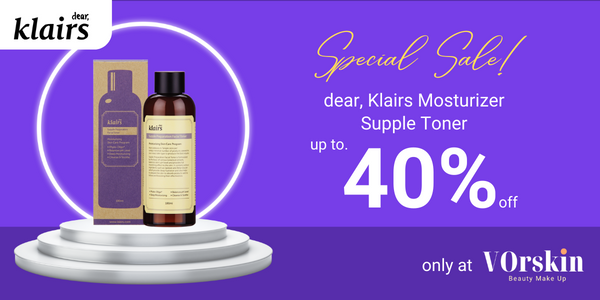 dear,
klairs
Special Sale!
dear, Klairs Mosturizer
Supple Toner
up to.
40% off
only at
VOrskin
Beauty Make Up
klairs